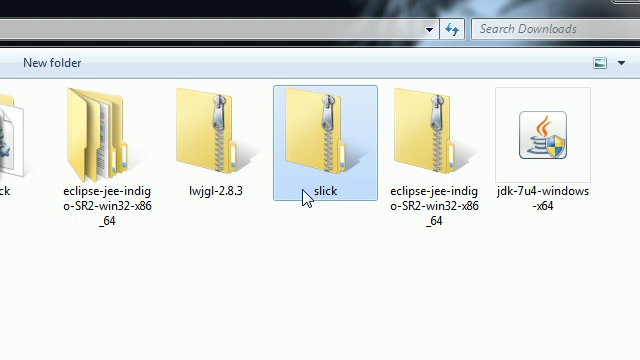 Search Downloads
New folder
ck
eclipse-jee-indig
o-SR2-win32-x86
_64
lwjgl-2.8.3
slick
eclipse-jee-indig
o-SR2-win32-x86
_64
jdk-7u4-windows
-x64